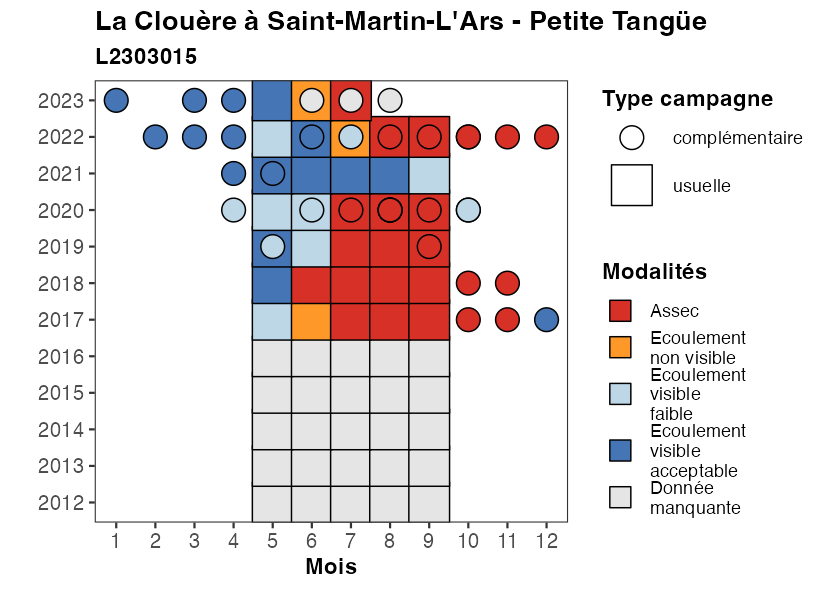 La Clouère à Saint-Martin-L'Ars - Petite Tangüe
L2303015
2023
2022
2021
2020
2019
2018
2017
2016
2015
2014
2013
2012
1 2 3 4 5 6 7 8 9 10 11 12
Mois
Type campagne
complémentaire
usuelle
Modalités
Assec
Ecoulement
non visible
Ecoulement
visible
faible
Ecoulement
visible
acceptable
Donnée
manquante